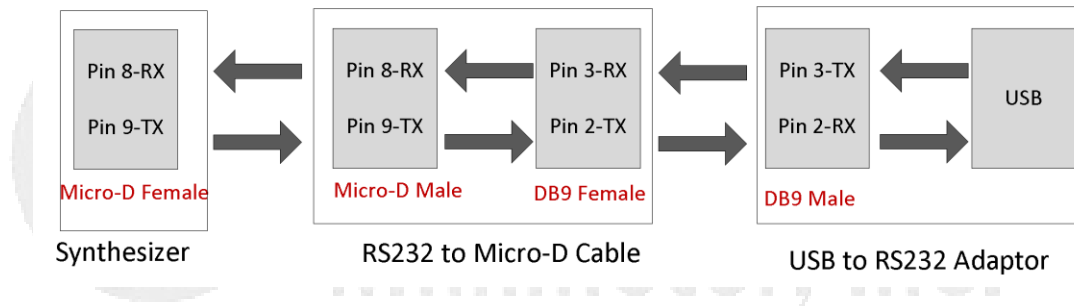 Pin 8-RX
Pin 9-TX
Micro-D Female
Synthesizer
Pin 8-RX
Pin 9-TX
Micro-D Male
Pin 3-RX
Pin 2-TX
DB9 Female
RS232 to Micro-D Cable
Pin 3-TX
Pin 2-RX
DB9 Male
USB
USB to RS232 Adaptor